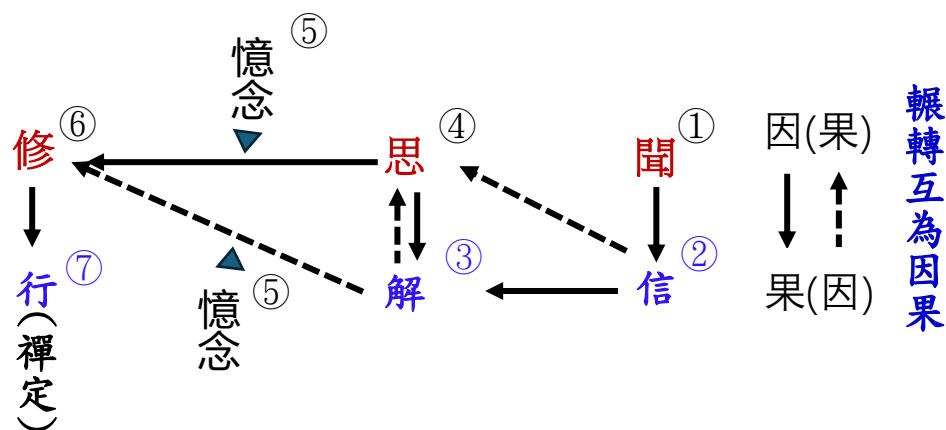 輾轉互為因果
因(果)
果(因)
聞①
信②
思④
解③
憶念⑤
憶念⑤
修⑥
行⑦
(禪定)